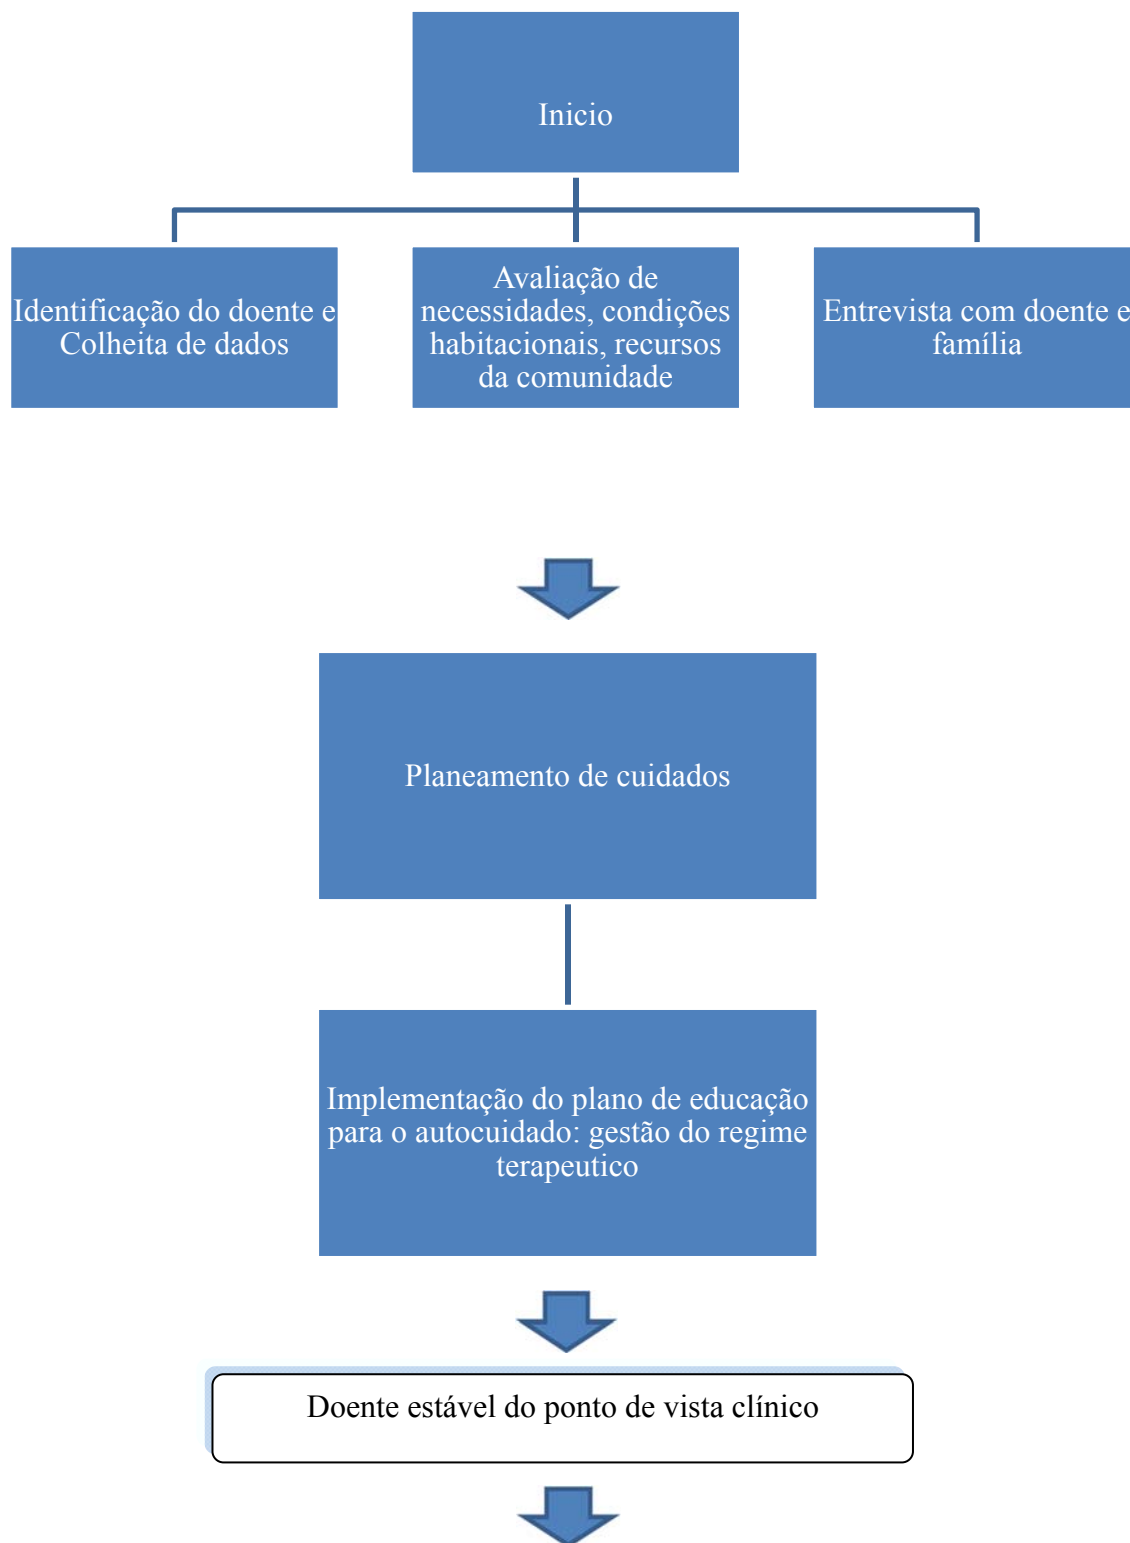 Inicio
Identificação do doente e
Colheita de dados
Avaliação de
necessidades, condições
habitacionais, recursos
da comunidade
Entrevista com doente e
família
Planeamento de cuidados
Implementação do plano de educação
para o autocuidado: gestão do regime
terapeutico
Doente estável do ponto de vista clínico